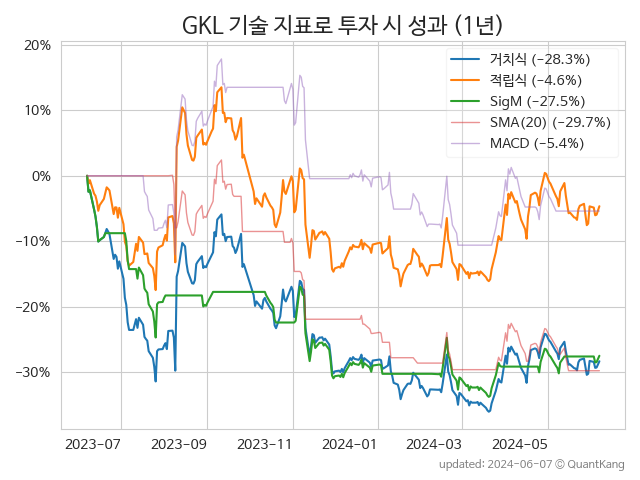 GKL 기술 지표로 투자 시 성과 (1년)
20%
10%
0%
−10%
−20%
−30%
거치식 (−28.3%)
적립식 (−4.6%)
SigM (−27.5%)
SMA(20) (−29.7%)
MACD (−5.4%)
2023-07
2023-09
2023-11
2024-01
2024-03
2024-05
updated: 2024-06-07 © QuantKang